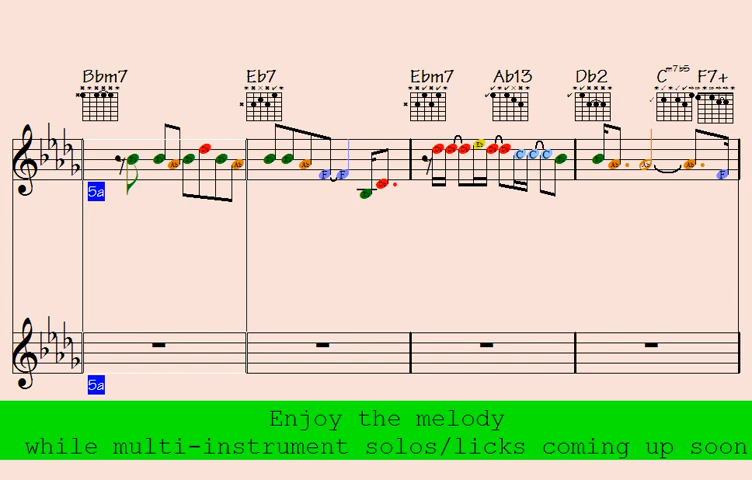 Bbm7 Eb7 Ebm7 Ab13 Db2 Cm7b5 F7+
5a
5a
Enjoy the melody
while multi-instrument solos/licks coming up soon